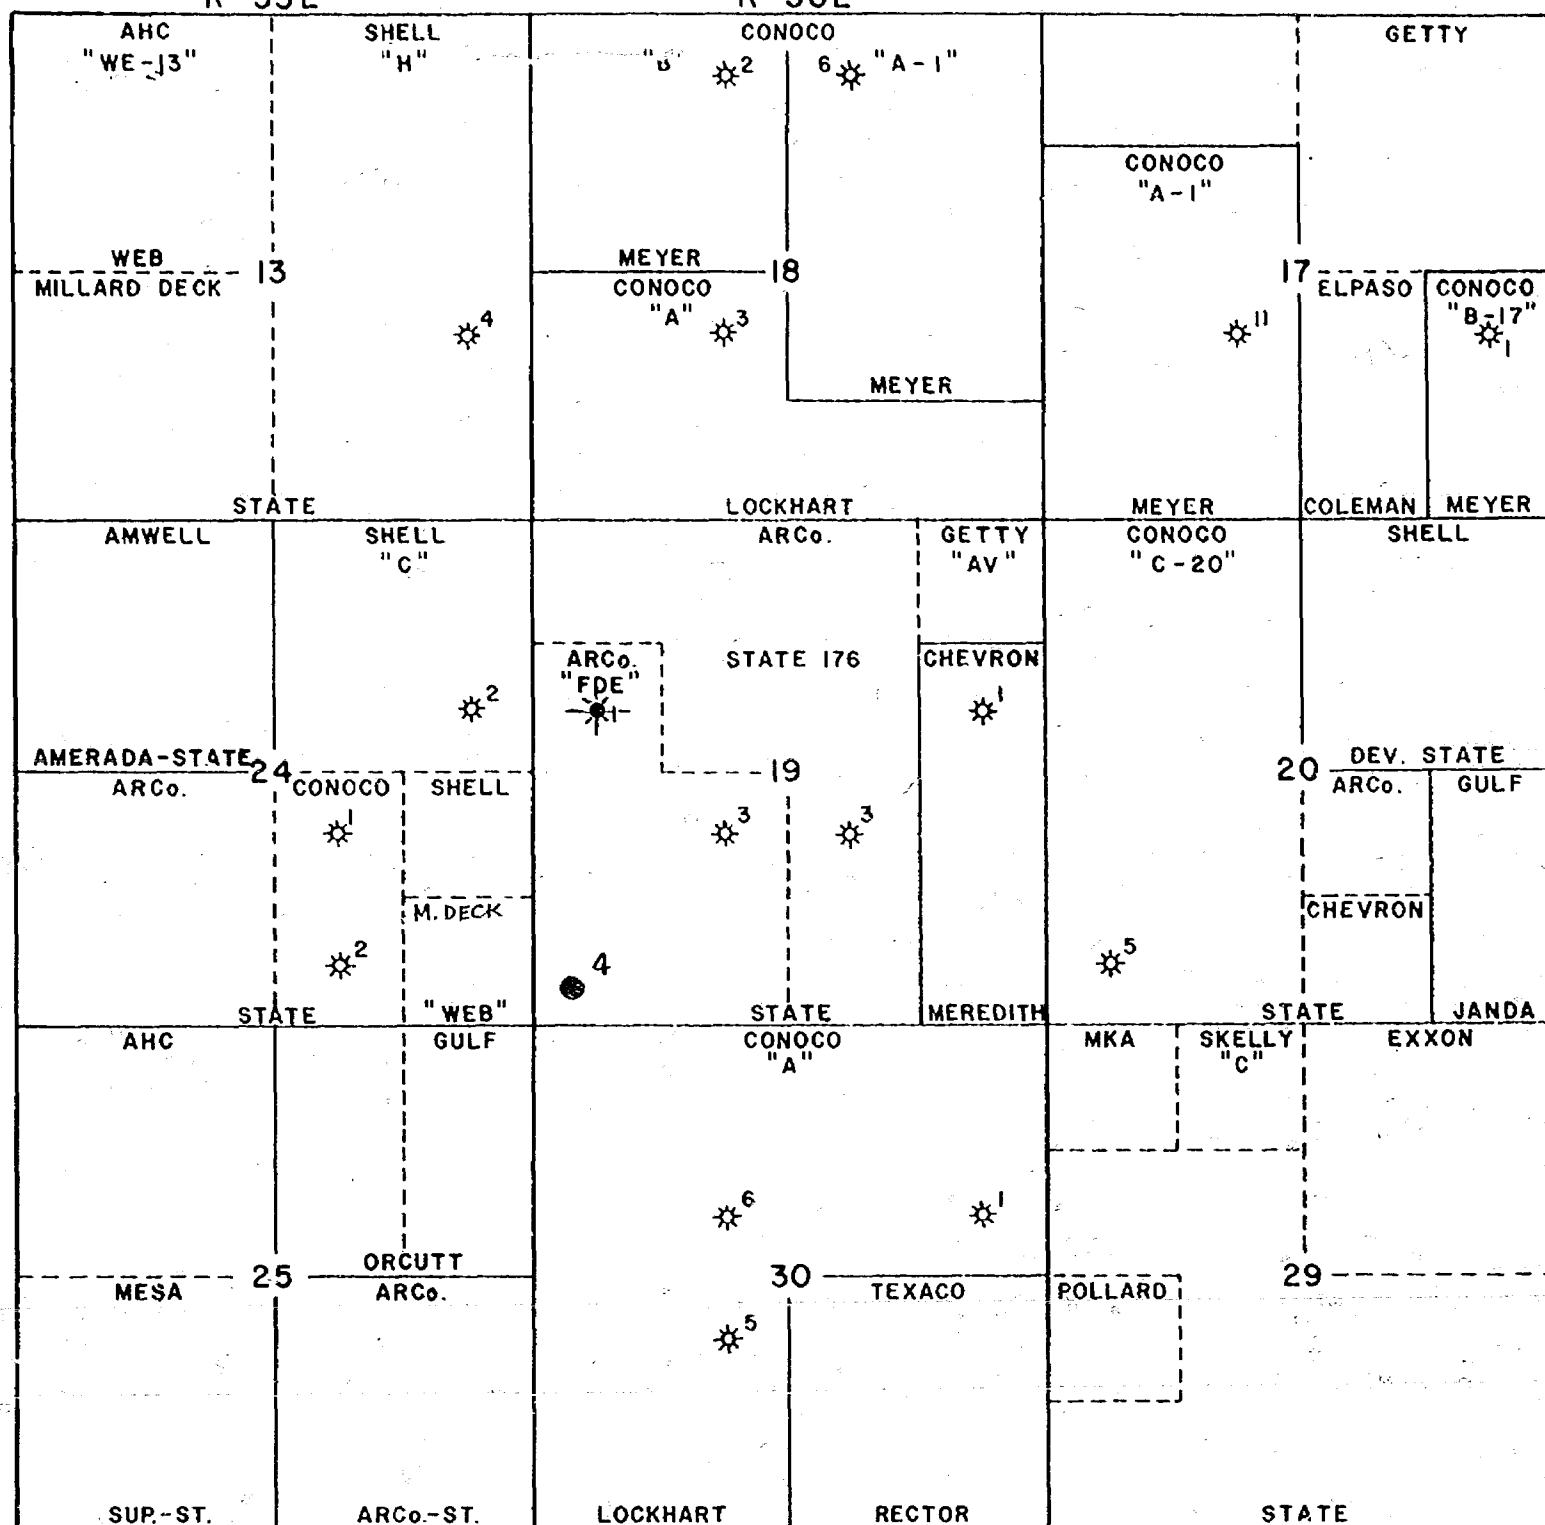 AHC
"WE-13"
SHELL
"H"
CONOCO
2
6 "A-1"
GETTY
CONOCO
"A-1"
WEB
13
MILLARD DECK
4
MEYER
18
CONOCO
"A"
3
MEYER
17
ELPASO
CONOCO
"B-17"
11
1
STATE
LOCKHART
MEYER
COLEMAN
MEYER
AMWELL
SHELL
"C"
ARCo.
GETTY
"AV"
CONOCO
"C-20"
SHELL
ARCo.
"FDE"
1
STATE 176
CHEVRON
1
2
AMERADA-STATE
24
ARCo.
CONOCO
SHELL
1
19
3
3
20
DEV. STATE
ARCo.
GULF
M. DECK
CHEVRON
2
4
5
STATE
"WEB"
STATE
MEREDITH
STATE
JANDA
AHC
GULF
CONOCO
"A"
MKA
SKELLY
"C"
EXXON
6
1
ORCUTT
25
MESA
ARCo.
30
TEXACO
POLLARD
29
5
SUP.-ST.
ARCo.-ST.
LOCKHART
RECTOR
STATE